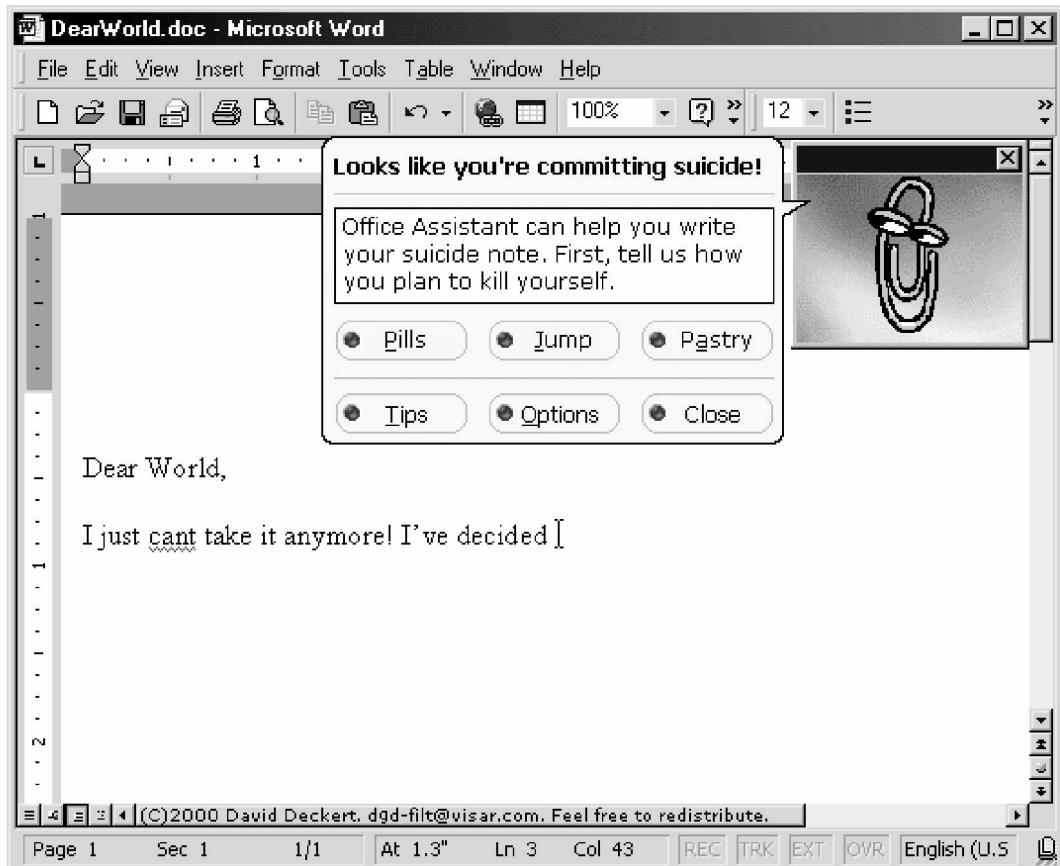 DearWorld.doc - Microsoft Word
File Edit View Insert Format Tools Table Window Help
100% 12
1
Looks like you're committing suicide!
Office Assistant can help you write
your suicide note. First, tell us how
you plan to kill yourself.
Pills Jump Pastry
Tips Options Close
Dear World,
I just cant take it anymore! I've decided
1
1
2
(C)2000 David Deckert. dgd-filt@visar.com. Feel free to redistribute.
Page 1 Sec 1 1/1 At 1.3" Ln 3 Col 43 REC TRK EXT OVR English (U.S